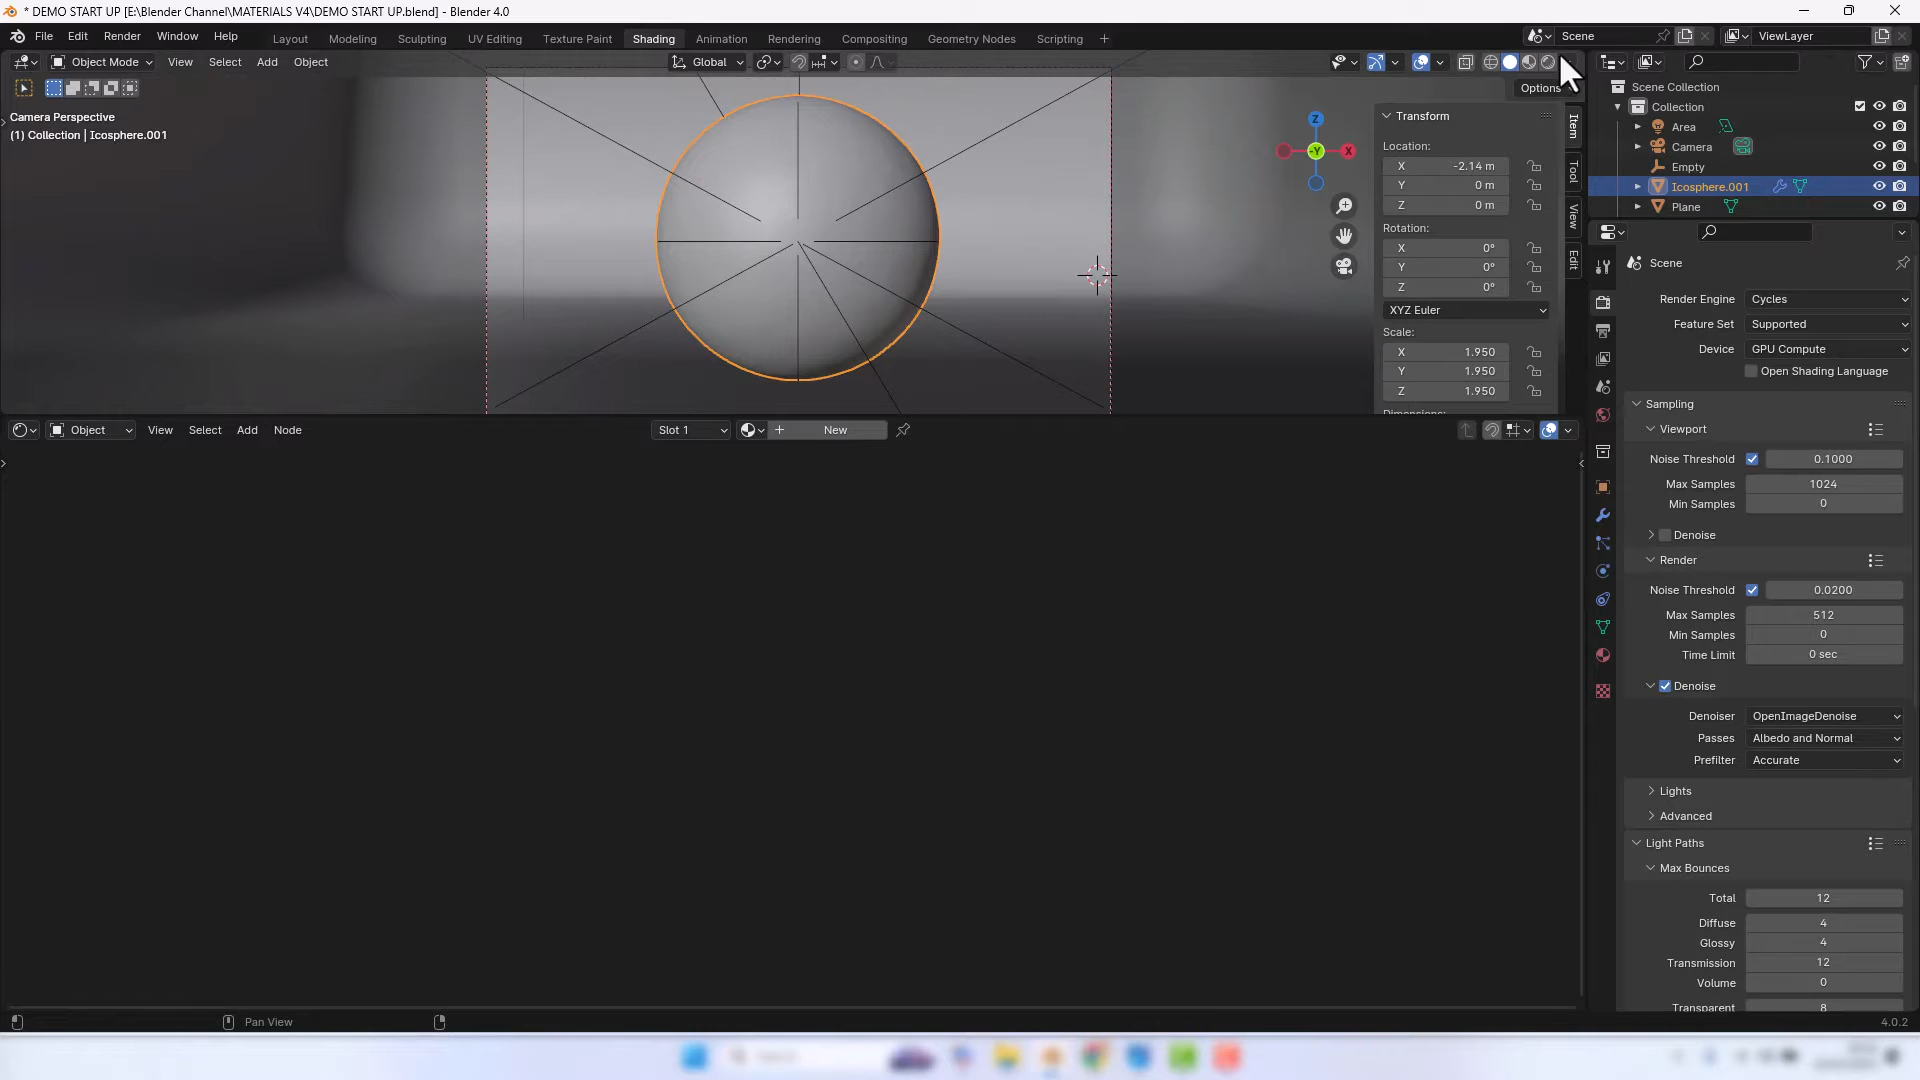 * DEMO START UP [E:\Blender Channel\MATERIALS V4\DEMO START UP.blend] - Blender 4.0
File Edit Render Window Help Layout Modeling Sculpting UV Editing Texture Paint Shading Animation Rendering Compositing Geometry Nodes Scripting + Scene ViewLayer
Object Mode View Select Add Object Global
Options
Camera Perspective
(1) Collection | Icosphere.001
Z
-Y
X
Transform
Location:
X -2.14 m
Y 0 m
Z 0 m
Rotation:
X 0°
Y 0°
Z 0°
XYZ Euler
Scale:
X 1.950
Y 1.950
Z 1.950
Dimensions:
Item
Tool
View
Edit
Scene Collection
Collection
Area
Camera
Empty
Icosphere.001
Plane
Object View Select Add Node Slot 1 New
Scene
Render Engine Cycles
Feature Set Supported
Device GPU Compute
Open Shading Language
Sampling
Viewport
Noise Threshold 0.1000
Max Samples 1024
Min Samples 0
Denoise
Render
Noise Threshold 0.0200
Max Samples 512
Min Samples 0
Time Limit 0 sec
Denoise
Denoiser OpenImageDenoise
Passes Albedo and Normal
Prefilter Accurate
Lights
Advanced
Light Paths
Max Bounces
Total 12
Diffuse 4
Glossy 4
Transmission 12
Volume 0
Transparent 8
Pan View
4.0.2